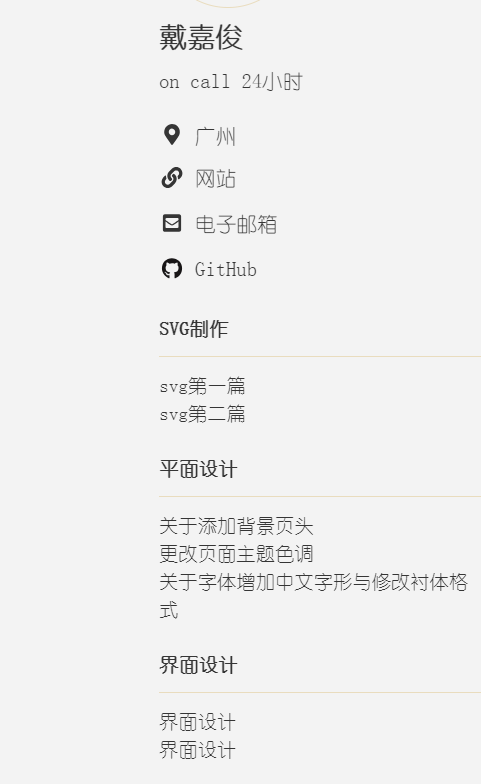 戴嘉俊
on call 24小时
广州
网站
电子邮箱
GitHub
SVG制作
svg第一篇
svg第二篇
平面设计
关于添加背景页头
更改页面主题色调
关于字体增加中文字形与修改衬体格
式
界面设计
界面设计
界面设计